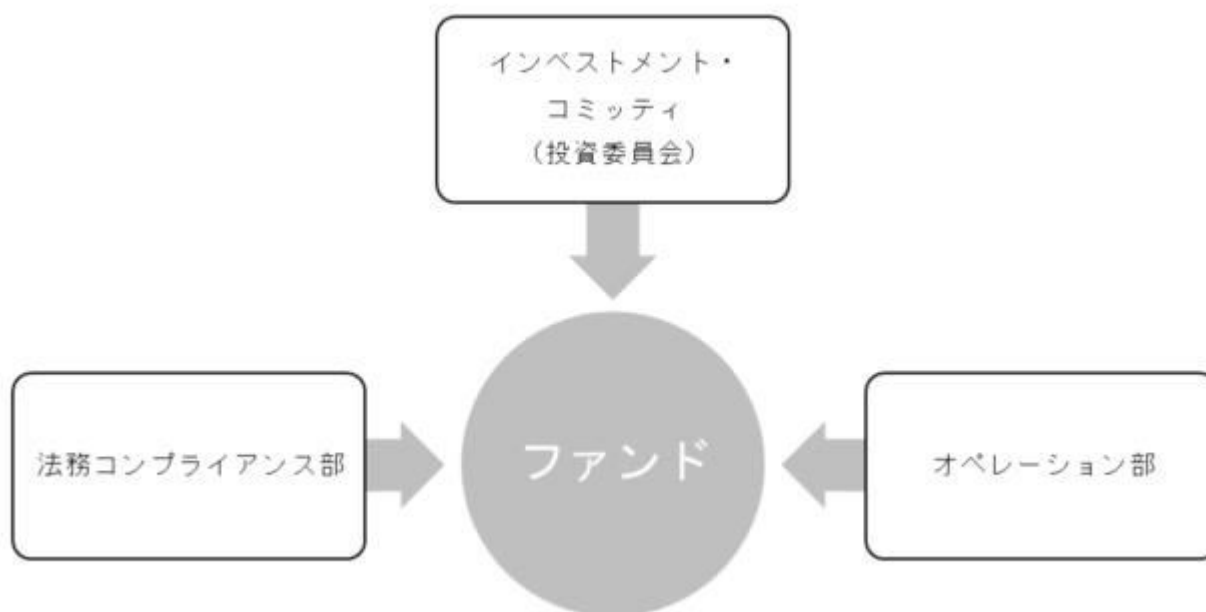 インベストメント・
コミッティ
（投資委員会）
法務コンプライアンス部
ファンド
オペレーション部